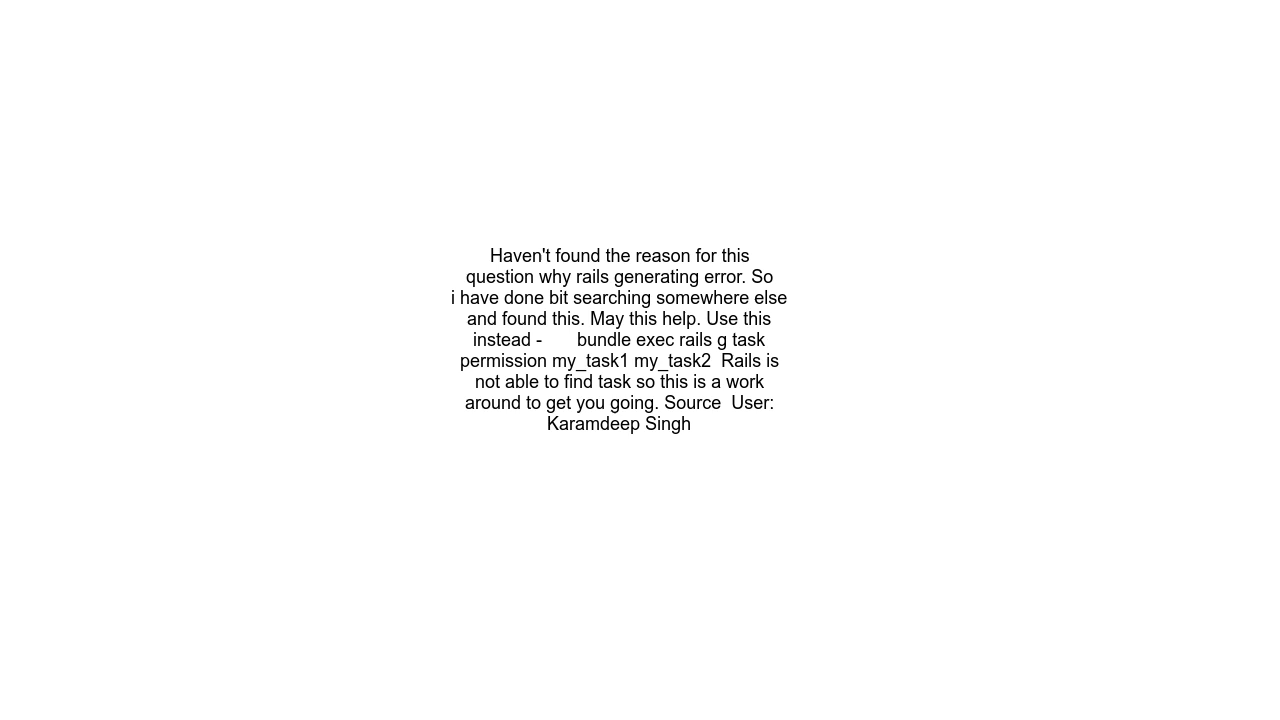 Haven't found the reason for this
question why rails generating error. So
i have done bit searching somewhere else
and found this. May this help. Use this
instead -       bundle exec rails g task
permission my_task1 my_task2  Rails is
not able to find task so this is a work
around to get you going. Source  User:
Karamdeep Singh